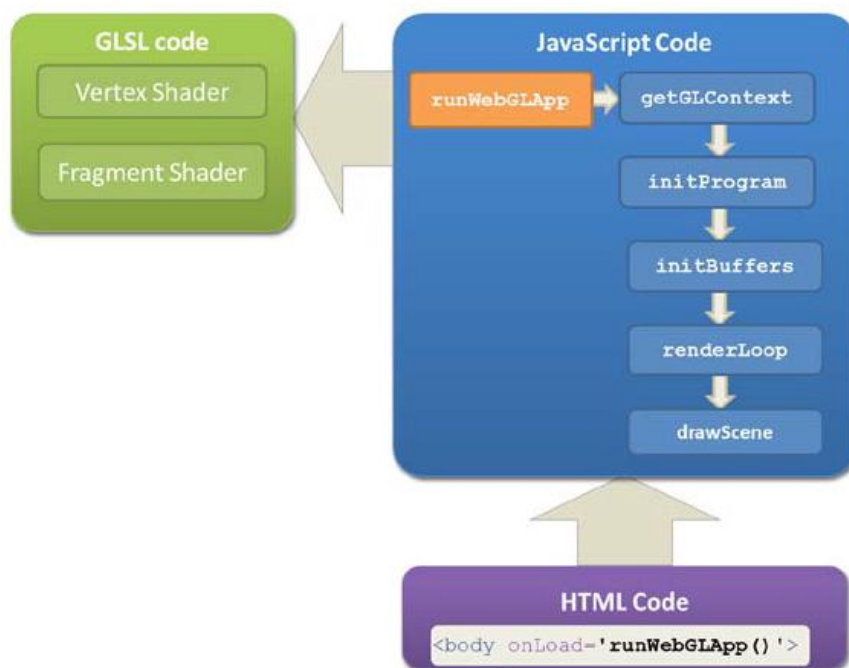 GLSL code
Vertex Shader
Fragment Shader
JavaScript Code
runWebGLApp
getGLContext
initProgram
initBuffers
renderLoop
drawScene
HTML Code
<body onLoad='runWebGLApp()'>